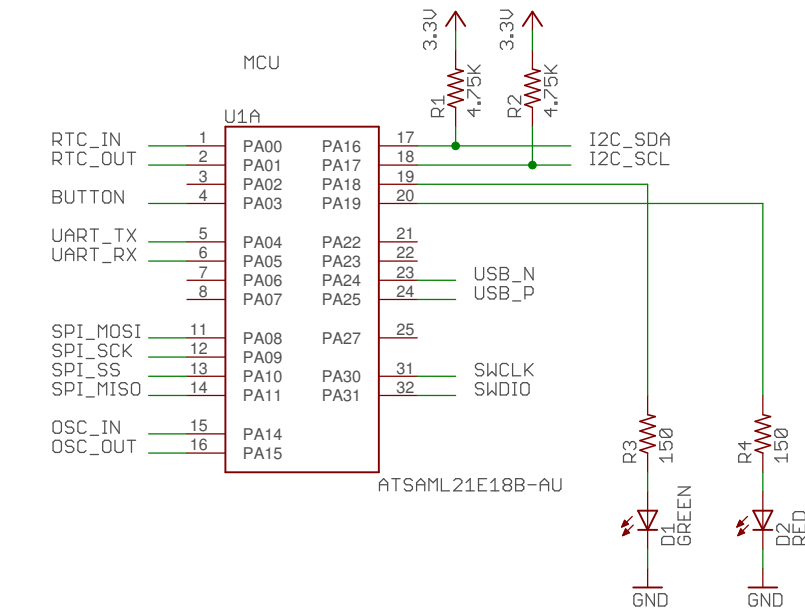 3.3V
3.3V
MCU
R1
4.75K
R2
4.75K
U1A
RTC_IN 1 PA00 PA16 17 I2C_SDA
RTC_OUT 2 PA01 PA17 18 I2C_SCL
3 PA02 PA18 19
BUTTON 4 PA03 PA19 20
UART_TX 5 PA04 PA22 21
UART_RX 6 PA05 PA23 22
7 PA06 PA24 23 USB_N
8 PA07 PA25 24 USB_P
SPI_MOSI 11 PA08 PA27 25
SPI_SCK 12 PA09
SPI_SS 13 PA10 PA30 31 SWCLK
SPI_MISO 14 PA11 PA31 32 SWDIO
OSC_IN 15 PA14
OSC_OUT 16 PA15
ATSAML21E18B-AU
R3
150
R4
150
D1
GREEN
D2
RED
GND
GND